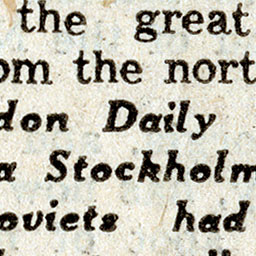 the great
om the nort
don Daily
a Stockholm
oviets had